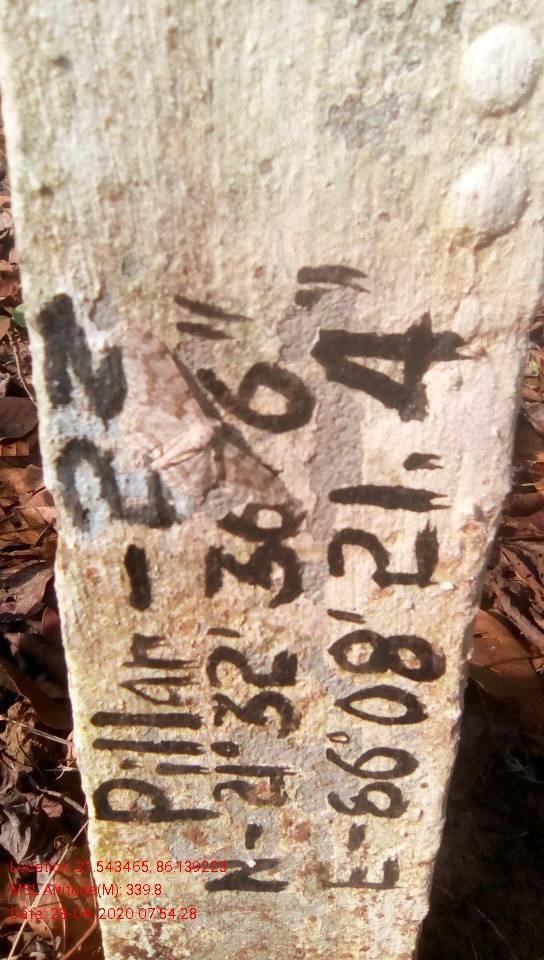 Pillar - 22
N- 21° 32' 36.6"
E- 86° 08' 21.4"
Location: 21.543465, 86.139223
MSL Altitude(M): 339.8
Date: 28-04-2020 07:54:28